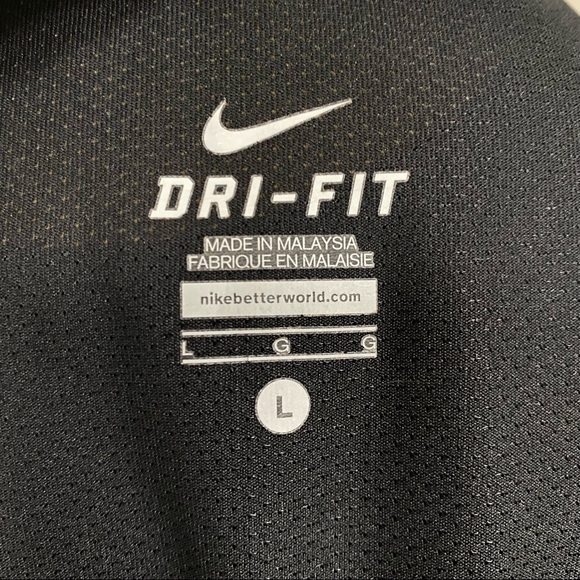 DRI-FIT
MADE IN MALAYSIA
FABRIQUE EN MALAISIE
nikebetterworld.com
L G G
L